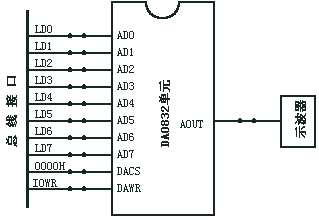 总线接口
LD0
LD1
LD2
LD3
LD4
LD5
LD6
LD7
0000H
IOWR
AD0
AD1
AD2
AD3
AD4
AD5
AD6
AD7
DACS
DAWR
DA0832单元
AOUT
示波器